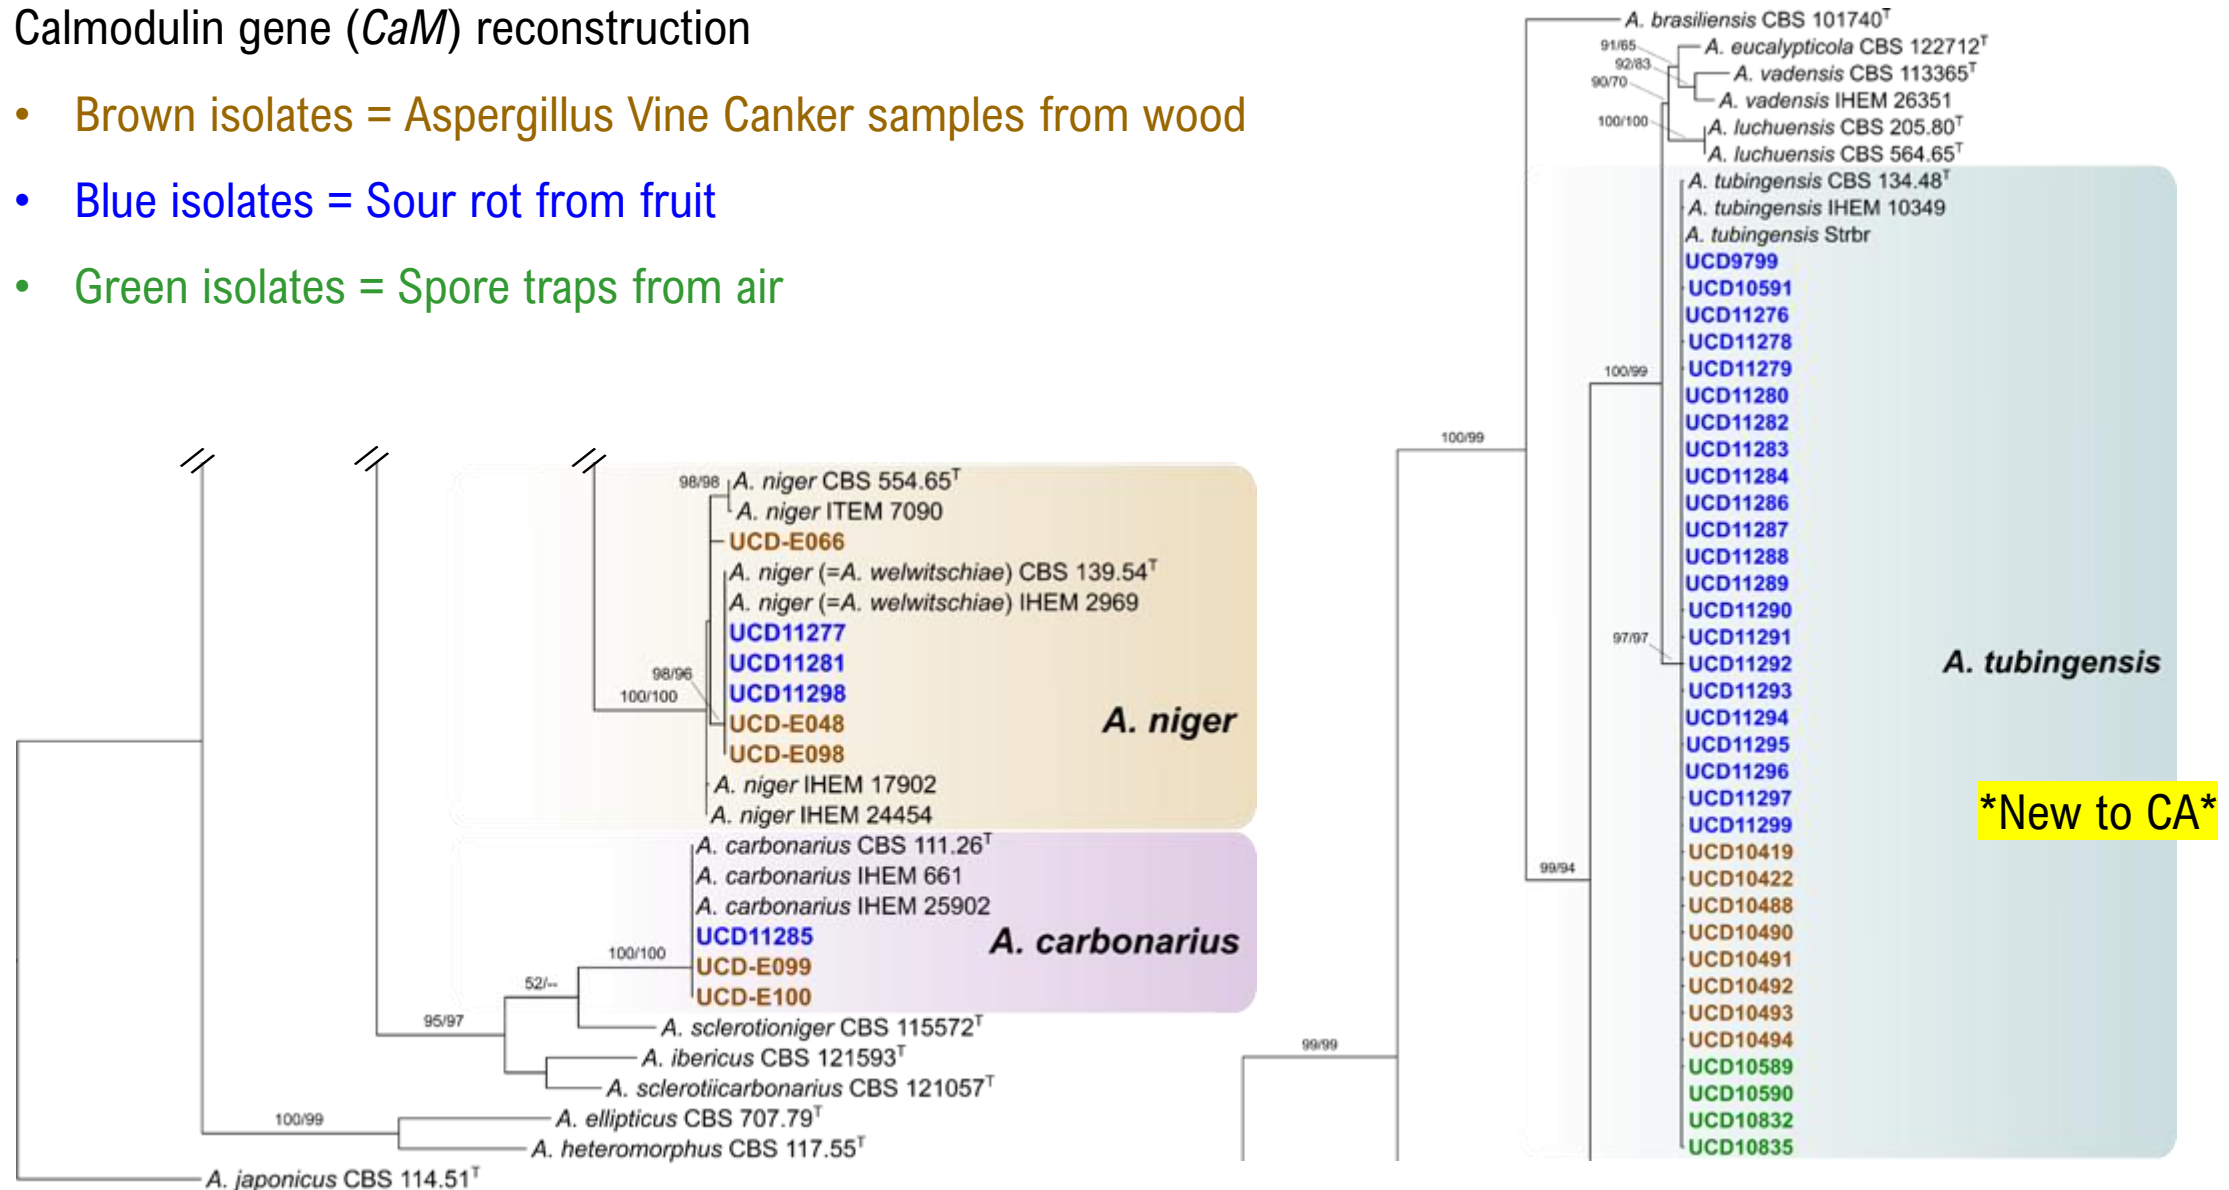 Calmodulin gene (CaM) reconstruction
• Brown isolates = Aspergillus Vine Canker samples from wood
• Blue isolates = Sour rot from fruit
• Green isolates = Spore traps from air
98/98
A. niger CBS 554.65ᵀ
A. niger ITEM 7090
UCD-E066
A. niger (=A. welwitschiae) CBS 139.54ᵀ
A. niger (=A. welwitschiae) IHEM 2969
UCD11277
UCD11281
98/96
100/100
UCD11298
UCD-E048
A. niger
UCD-E098
A. niger IHEM 17902
A. niger IHEM 24454
A. carbonarius CBS 111.26ᵀ
A. carbonarius IHEM 661
A. carbonarius IHEM 25902
UCD11285
A. carbonarius
100/100
UCD-E099
52/--
UCD-E100
95/97
A. sclerotioniger CBS 115572ᵀ
A. ibericus CBS 121593ᵀ
A. sclerotiicarbonarius CBS 121057ᵀ
100/99
A. ellipticus CBS 707.79ᵀ
A. heteromorphus CBS 117.55ᵀ
A. japonicus CBS 114.51ᵀ
A. brasiliensis CBS 101740ᵀ
91/65
A. eucalypticola CBS 122712ᵀ
92/83
A. vadensis CBS 113365ᵀ
90/70
A. vadensis IHEM 26351
100/100
A. luchuensis CBS 205.80ᵀ
A. luchuensis CBS 564.65ᵀ
A. tubingensis CBS 134.48ᵀ
A. tubingensis IHEM 10349
A. tubingensis Strbr
UCD9799
UCD10591
UCD11276
UCD11278
100/99
UCD11279
UCD11280
UCD11282
100/99
UCD11283
UCD11284
UCD11286
UCD11287
UCD11288
UCD11289
UCD11290
97/97
UCD11291
UCD11292
A. tubingensis
UCD11293
UCD11294
UCD11295
UCD11296
UCD11297
*New to CA*
UCD11299
UCD10419
99/94
UCD10422
UCD10488
UCD10490
UCD10491
UCD10492
UCD10493
UCD10494
99/99
UCD10589
UCD10590
UCD10832
UCD10835